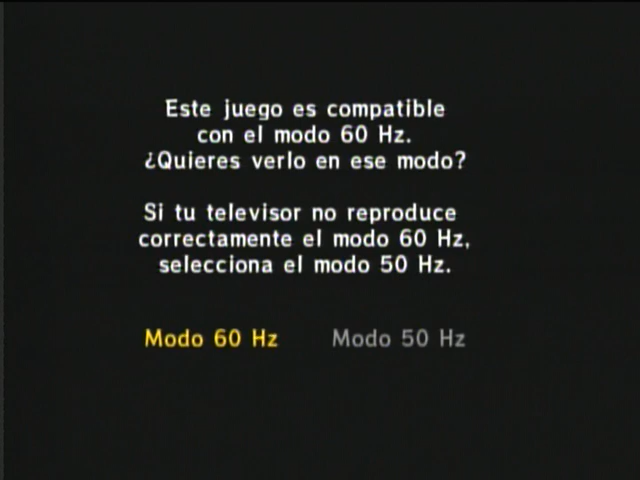 Este juego es compatible
con el modo 60 Hz.
¿Quieres verlo en ese modo?
Si tu televisor no reproduce
correctamente el modo 60 Hz,
selecciona el modo 50 Hz.
Modo 60 Hz Modo 50 Hz